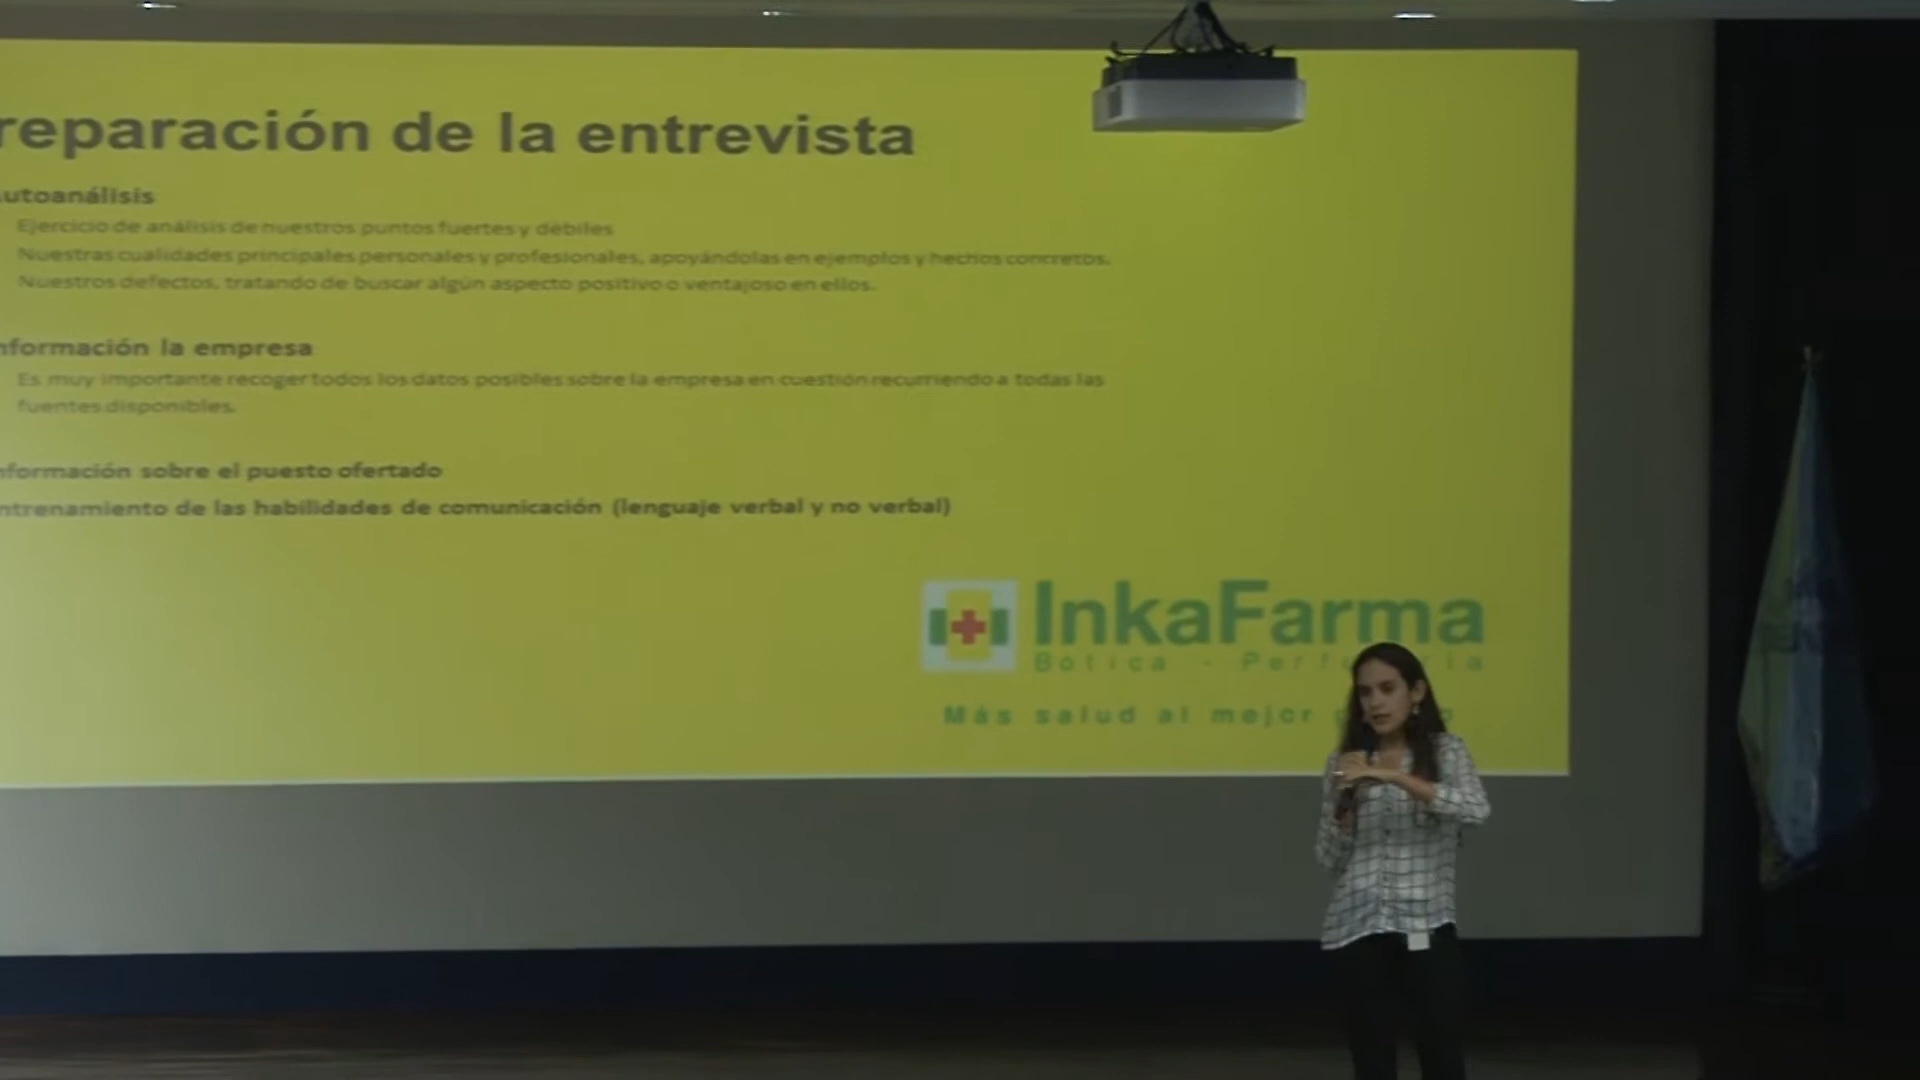 reparación de la entrevista
utoanálisis
Ejercicio de análisis de nuestros puntos fuertes y débiles
Nuestras cualidades principales personales y profesionales, apoyándolas en ejemplos y hechos concretos.
Nuestros defectos, tratando de buscar algún aspecto positivo o ventajoso en ellos.
nformación la empresa
Es muy importante recoger todos los datos posibles sobre la empresa en cuestión recurriendo a todas las
fuentes disponibles.
nformación sobre el puesto ofertado
ntrenamiento de las habilidades de comunicación (lenguaje verbal y no verbal)
InkaFarma
Botica - Perf ria
Más salud al mejor